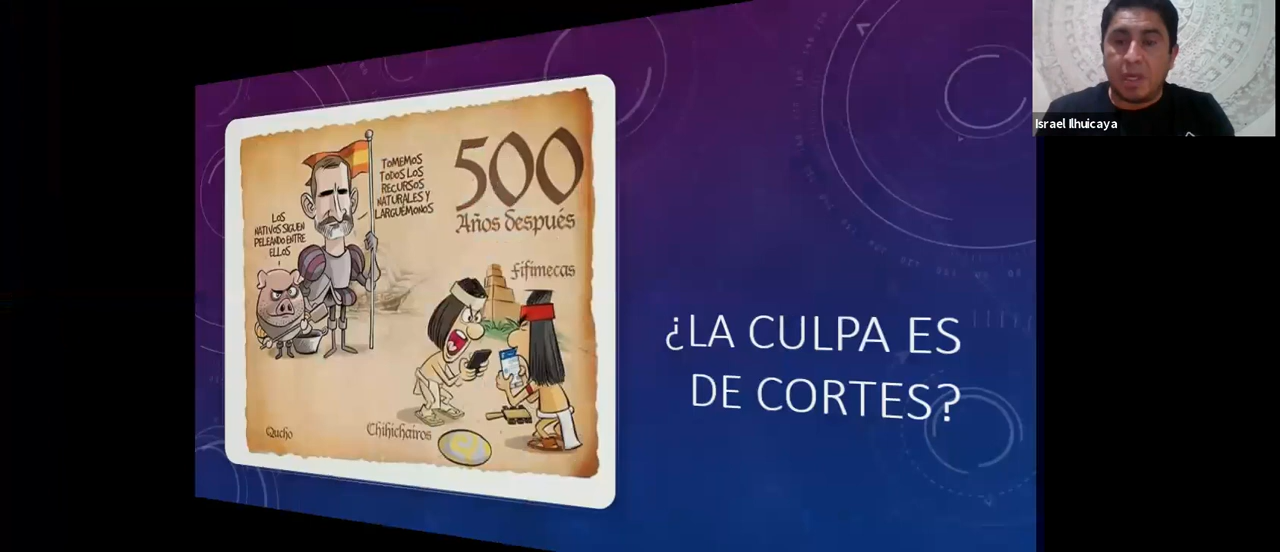 LOS
NATIVOS SIGUEN
PELEANDO ENTRE
ELLOS
TOMEMOS
TODOS LOS
RECURSOS
NATURALES Y
LARGUÉMONOS
500
Años después
Fifimecas
Chihichairos
Qucho
¿LA CULPA ES
DE CORTES?
Israel Ilhuicaya